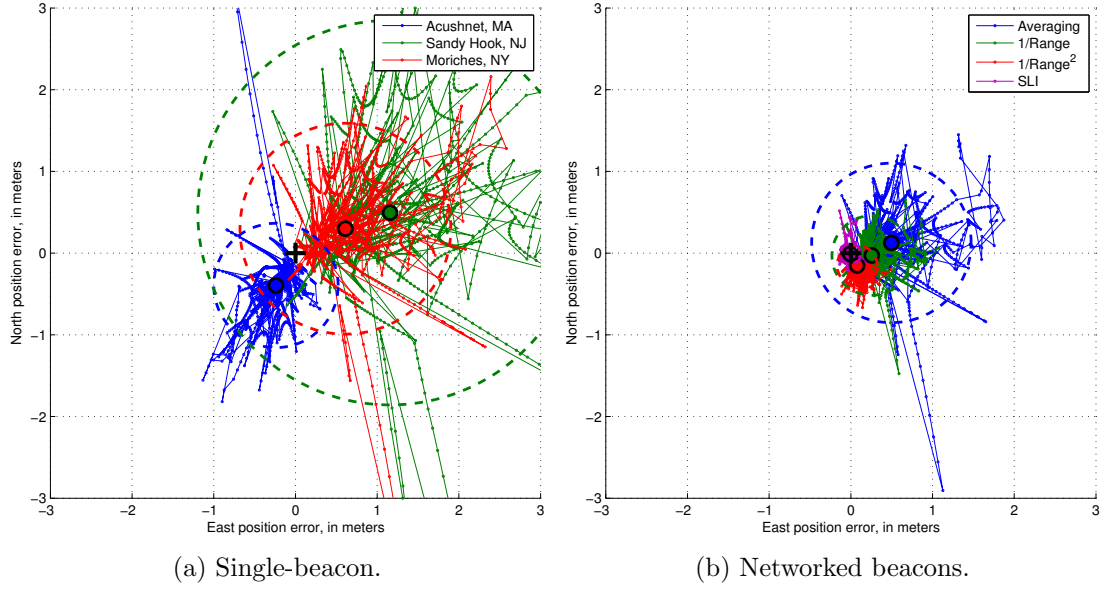 3
2
1
0
−1
−2
−3
−3
−2
−1
0
1
2
3
North position error, in meters
East position error, in meters
Acushnet, MA
Sandy Hook, NJ
Moriches, NY
(a) Single-beacon.
3
2
1
0
−1
−2
−3
−3
−2
−1
0
1
2
3
North position error, in meters
East position error, in meters
Averaging
1/Range
1/Range²
SLI
(b) Networked beacons.